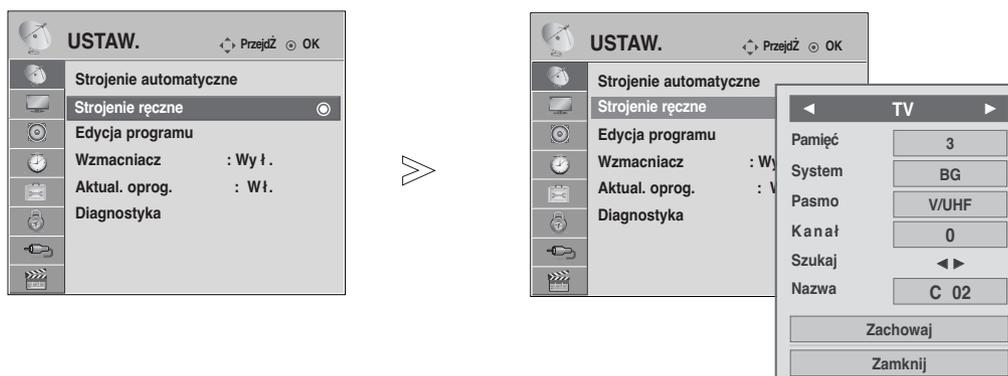 USTAW. PrzejdŹ OK
Strojenie automatyczne
Strojenie ręczne
Edycja programu
Wzmacniacz : Wy ł .
Aktual. oprog. : Wł.
Diagnostyka
USTAW. PrzejdŹ OK
Strojenie automatyczne
Strojenie ręczne
Edycja programu
Wzmacniacz : Wy
Aktual. oprog. :
Diagnostyka
◄ TV ►
Pamięć 3
System BG
Pasmo V/UHF
Kanał 0
Szukaj ◄►
Nazwa C 02
Zachowaj
Zamknij